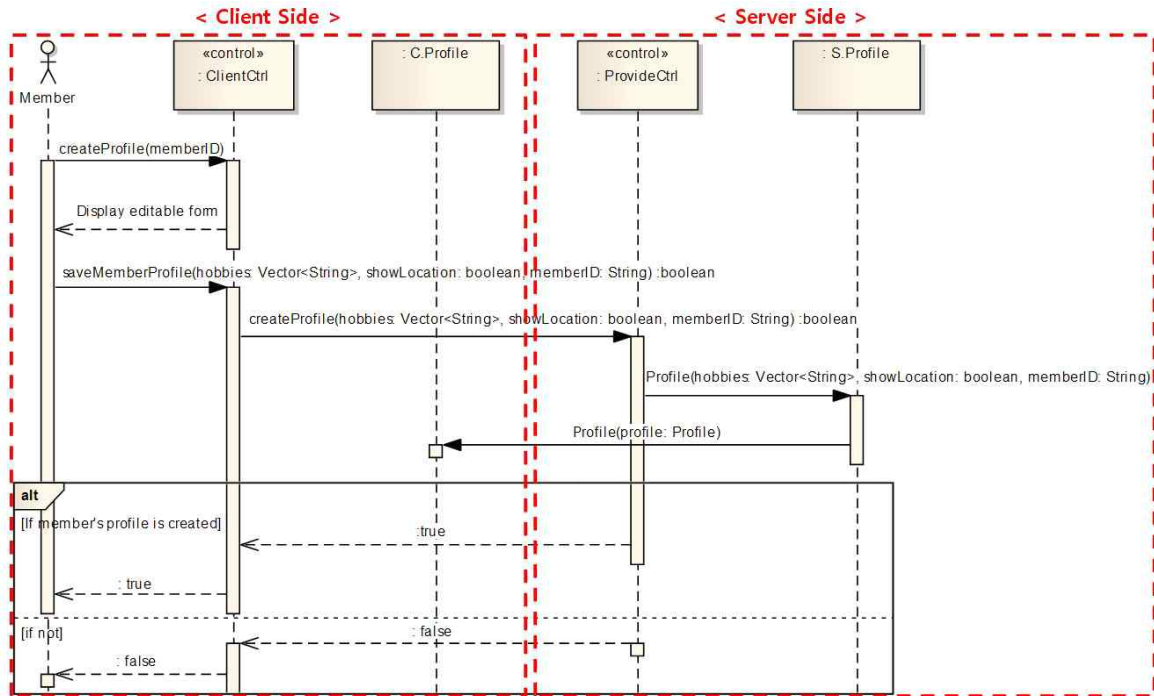 < Client Side >
< Server Side >
Member
«control»
: ClientCtrl
: C.Profile
«control»
: ProvideCtrl
: S.Profile
createProfile(memberID)
Display editable form
saveMemberProfile(hobbies: Vector<String>, showLocation: boolean, memberID: String) :boolean
createProfile(hobbies: Vector<String>, showLocation: boolean, memberID: String) :boolean
Profile(hobbies: Vector<String>, showLocation: boolean, memberID: String)
Profile(profile: Profile)
alt
[If member's profile is created]
:true
: true
[if not]
: false
: false